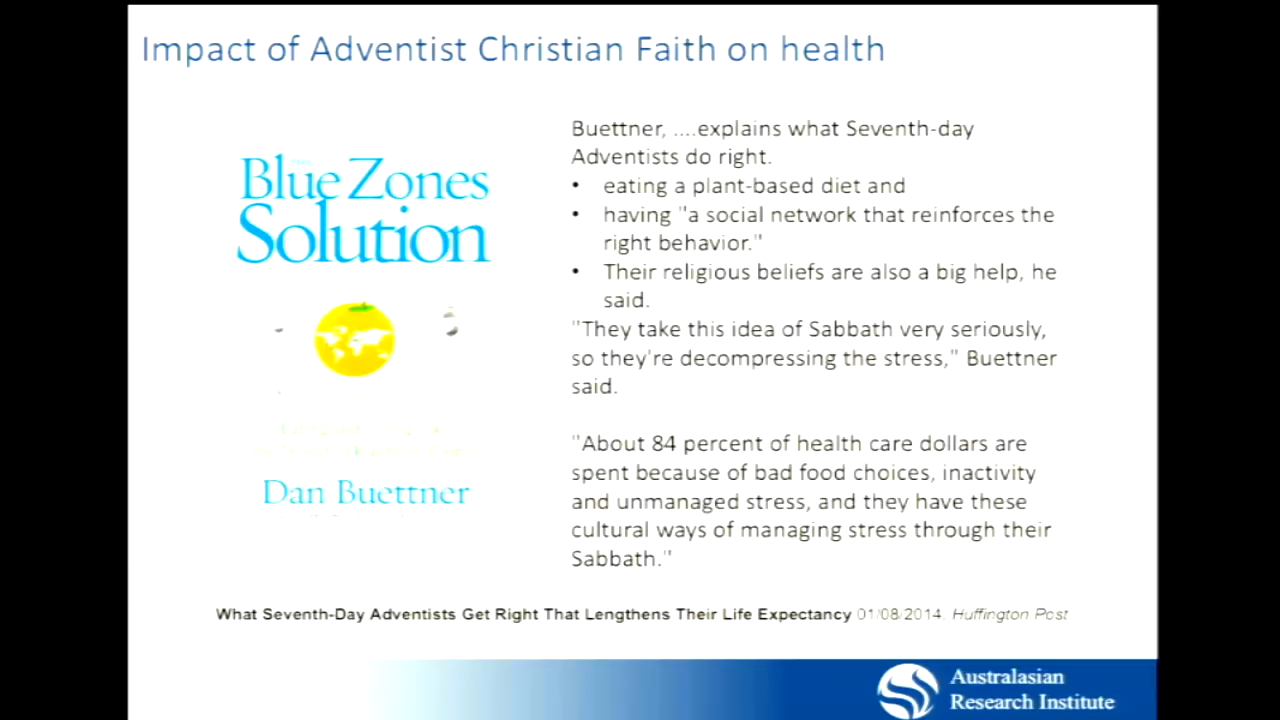 Impact of Adventist Christian Faith on health
Blue Zones
Solution
Dan Buettner
Buettner, ....explains what Seventh-day
Adventists do right.
• eating a plant-based diet and
• having "a social network that reinforces the
right behavior."
• Their religious beliefs are also a big help, he
said.
"They take this idea of Sabbath very seriously,
so they're decompressing the stress," Buettner
said.
"About 84 percent of health care dollars are
spent because of bad food choices, inactivity
and unmanaged stress, and they have these
cultural ways of managing stress through their
Sabbath."
What Seventh-Day Adventists Get Right That Lengthens Their Life Expectancy 01/08/2014. Huffington Post
Australasian
Research Institute